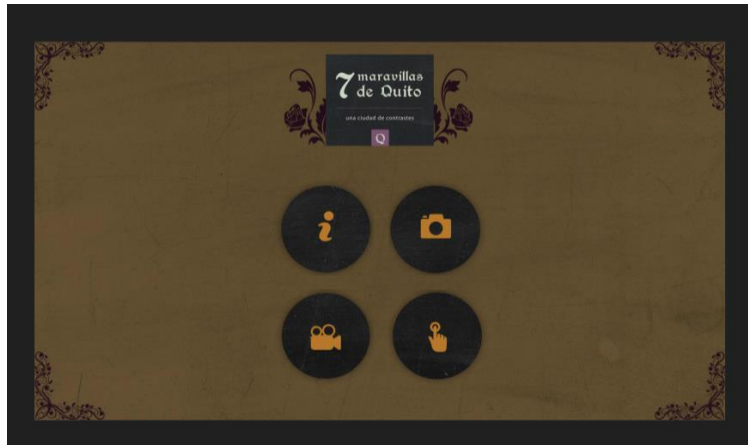 7 maravillas
de Quito
una ciudad de contrastes
Q